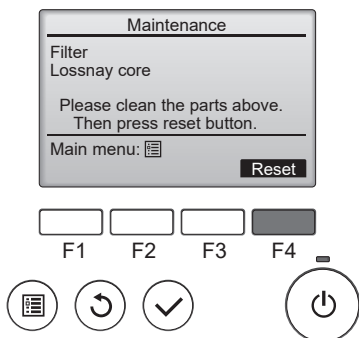 Maintenance
Filter
Lossnay core
Please clean the parts above.
Then press reset button.
Main menu:
Reset
F1 F2 F3 F4